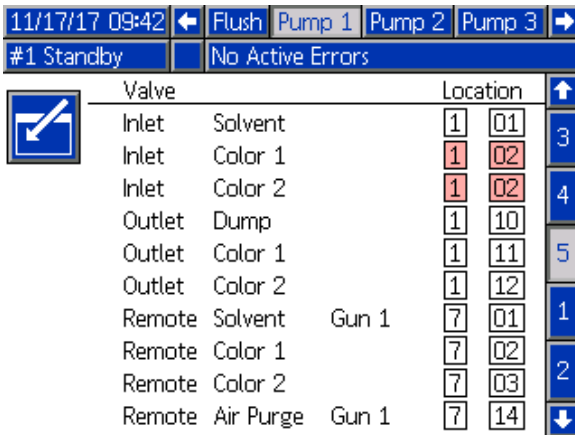 11/17/17 09:42 Flush Pump 1 Pump 2 Pump 3
#1 Standby No Active Errors
Valve Location
Inlet Solvent 1 01
Inlet Color 1 1 02
Inlet Color 2 1 02
Outlet Dump 1 10
Outlet Color 1 1 11
Outlet Color 2 1 12
Remote Solvent Gun 1 7 01
Remote Color 1 7 02
Remote Color 2 7 03
Remote Air Purge Gun 1 7 14
3
4
5
1
2